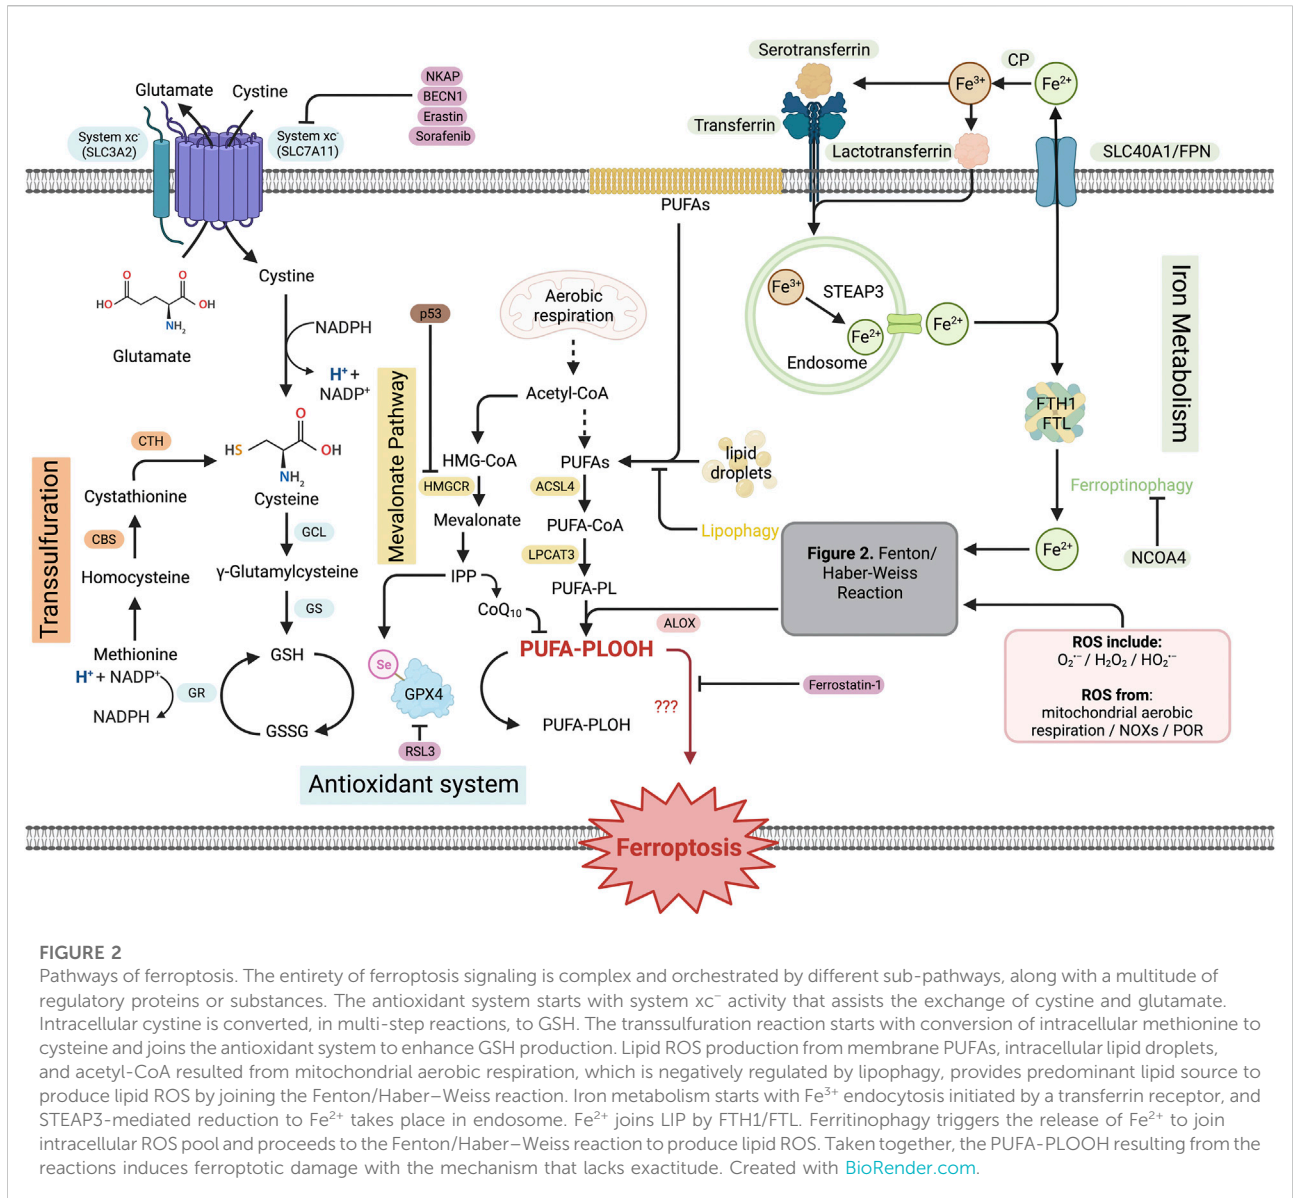 Serotransferrin
CP
Fe³⁺
Fe²⁺
Glutamate
Cystine
NKAP
BECN1
Erastin
Sorafenib
System xc⁻
(SLC3A2)
System xc⁻
(SLC7A11)
Transferrin
Lactotransferrin
SLC40A1/FPN
PUFAs
Cystine
O
O
HO
OH
NH₂
Glutamate
NADPH
H⁺ +
NADP⁺
p53
Aerobic
respiration
Acetyl-CoA
Fe³⁺
STEAP3
Fe²⁺
Endosome
Fe²⁺
Iron Metabolism
FTH1
FTL
Mevalonate Pathway
HMG-CoA
HMGCR
Mevalonate
IPP
CoQ₁₀
PUFAs
ACSL4
PUFA-CoA
LPCAT3
PUFA-PL
lipid
droplets
Lipophagy
Ferroptinophagy
NCOA4
Fe²⁺
Figure 2. Fenton/
Haber-Weiss
Reaction
Transsulfuration
CTH
Cystathionine
CBS
Homocysteine
Methionine
H⁺ + NADP⁺
NADPH
GR
O
HS
OH
NH₂
Cysteine
GCL
γ-Glutamylcysteine
GS
GSH
GSSG
Se
GPX4
RSL3
Antioxidant system
ALOX
PUFA-PLOOH
PUFA-PLOH
???
Ferrostatin-1
ROS include:
O₂•⁻ / H₂O₂ / HO₂•⁻
ROS from:
mitochondrial aerobic
respiration / NOXs / POR
Ferroptosis
FIGURE 2
Pathways of ferroptosis. The entirety of ferroptosis signaling is complex and orchestrated by different sub-pathways, along with a multitude of
regulatory proteins or substances. The antioxidant system starts with system xc⁻ activity that assists the exchange of cystine and glutamate.
Intracellular cystine is converted, in multi-step reactions, to GSH. The transsulfuration reaction starts with conversion of intracellular methionine to
cysteine and joins the antioxidant system to enhance GSH production. Lipid ROS production from membrane PUFAs, intracellular lipid droplets,
and acetyl-CoA resulted from mitochondrial aerobic respiration, which is negatively regulated by lipophagy, provides predominant lipid source to
produce lipid ROS by joining the Fenton/Haber–Weiss reaction. Iron metabolism starts with Fe³⁺ endocytosis initiated by a transferrin receptor, and
STEAP3-mediated reduction to Fe²⁺ takes place in endosome. Fe²⁺ joins LIP by FTH1/FTL. Ferritinophagy triggers the release of Fe²⁺ to join
intracellular ROS pool and proceeds to the Fenton/Haber–Weiss reaction to produce lipid ROS. Taken together, the PUFA-PLOOH resulting from the
reactions induces ferroptotic damage with the mechanism that lacks exactitude. Created with BioRender.com.